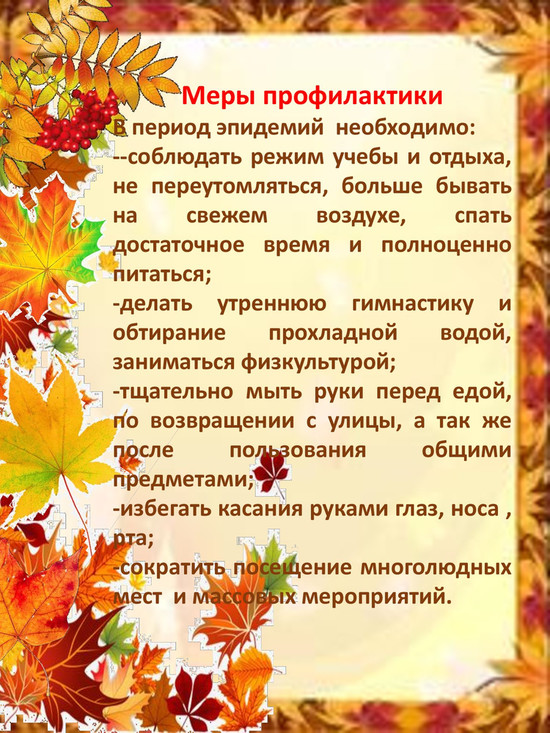 Меры профилактики
В период эпидемий необходимо:
--соблюдать режим учебы и отдыха,
не переутомляться, больше бывать
на свежем воздухе, спать
достаточное время и полноценно
питаться;
-делать утреннюю гимнастику и
обтирание прохладной водой,
заниматься физкультурой;
-тщательно мыть руки перед едой,
по возвращении с улицы, а так же
после пользования общими
предметами;
-избегать касания руками глаз, носа ,
рта;
-сократить посещение многолюдных
мест и массовых мероприятий.